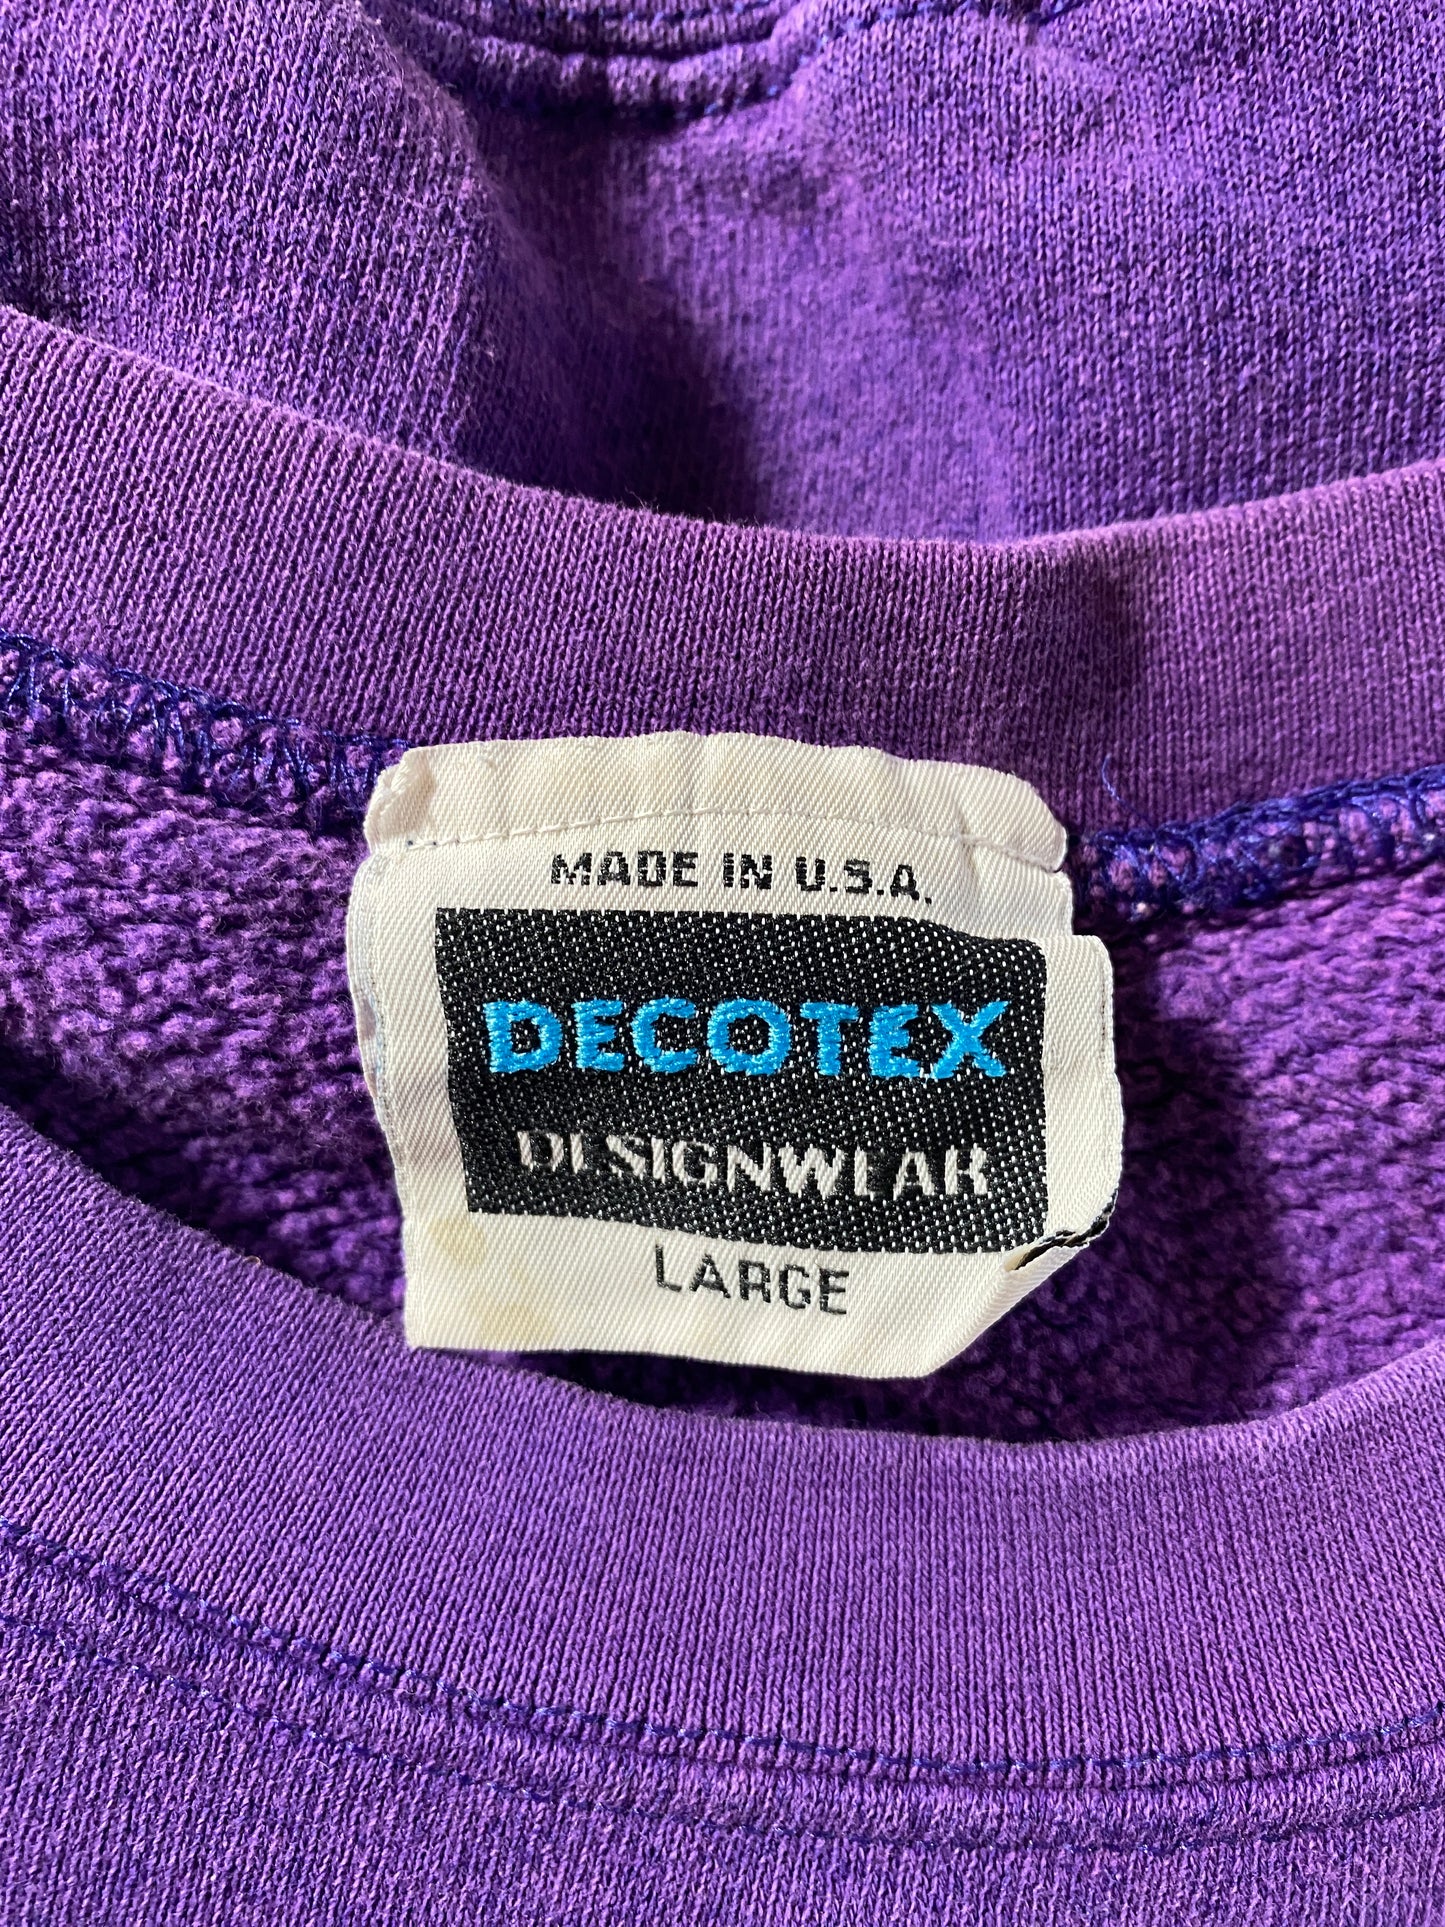 MADE IN U.S.A.
DECOTEX
DESIGNWEAR
LARGE